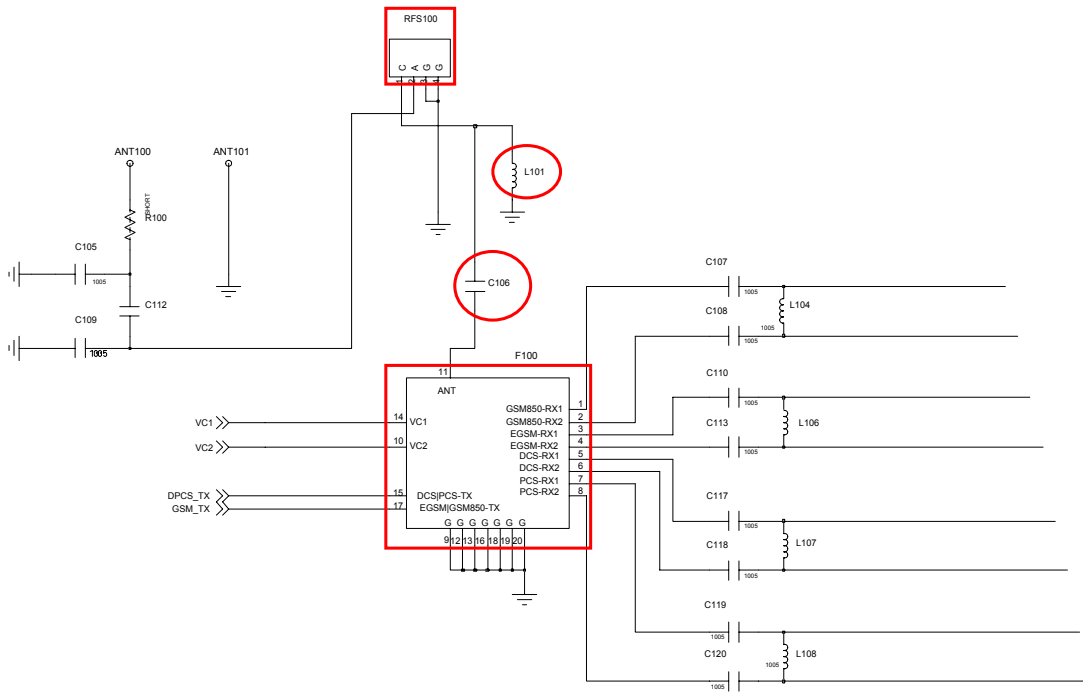 RFS100
C A G G
1 2 3 4
ANT100
ANT101
L101
SHORT
R100
C105
1005
C112
C106
C109
1005
C107
1005
L104
1005
C108
1005
F100
11
ANT
C110
1005
GSM850-RX1 1
GSM850-RX2 2
L106
VC1 14 VC1
C113
EGSM-RX1 3
EGSM-RX2 4
1005
VC2 10 VC2
DCS-RX1 5
DCS-RX2 6
PCS-RX1 7
PCS-RX2 8
DPCS_TX 15 DCS|PCS-TX
GSM_TX 17 EGSM|GSM850-TX
C117
1005
G G G G G G G
9 12 13 16 18 19 20
L107
C118
1005
C119
1005
L108
1005
C120
1005